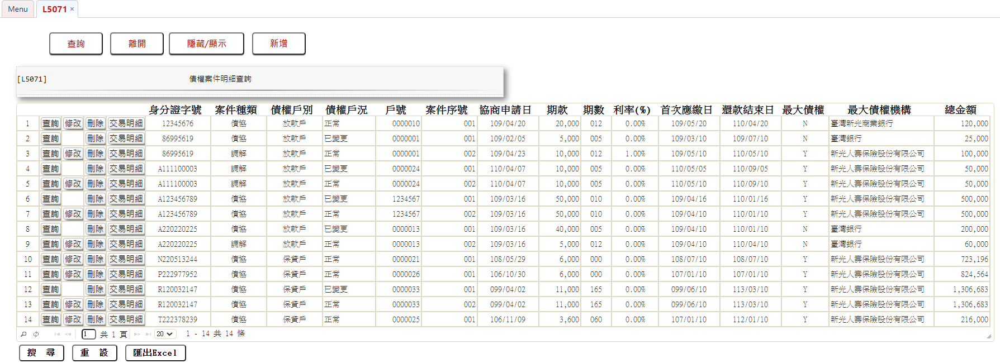 Menu L5071 ×
查詢 離開 隱藏/顯示 新增
[L5071] 債權案件明細查詢
身分證字號 案件種類 債權戶別 債權戶況 戶號 案件序號 協商申請日 期款 期數 利率(%) 首次應繳日 還款結束日 最大債權 最大債權機構 總金額
1 查詢 修改 刪除 交易明細 12345676 債協 放款戶 正常 0000010 001 109/04/20 20,000 012 0.00% 109/05/20 110/04/20 N 臺灣新光商業銀行 120,000
2 查詢 刪除 交易明細 86995619 債協 放款戶 已變更 0000001 001 109/02/05 5,000 005 0.00% 109/03/10 109/07/10 N 臺灣銀行 25,000
3 查詢 修改 刪除 交易明細 86995619 調解 放款戶 正常 0000001 002 109/04/23 10,000 012 1.00% 109/05/10 110/05/10 Y 新光人壽保險股份有限公司 100,000
4 查詢 刪除 交易明細 A111100003 調解 放款戶 已變更 0000024 001 110/04/07 10,000 005 0.00% 110/05/05 110/09/05 Y 新光人壽保險股份有限公司 50,000
5 查詢 修改 刪除 交易明細 A111100003 調解 放款戶 正常 0000024 002 110/04/07 10,000 005 0.00% 110/05/10 110/09/10 Y 新光人壽保險股份有限公司 50,000
6 查詢 刪除 交易明細 A123456789 債協 放款戶 已變更 1234567 001 109/03/16 50,000 010 0.00% 109/04/16 110/01/16 Y 新光人壽保險股份有限公司 500,000
7 查詢 修改 刪除 交易明細 A123456789 債協 放款戶 正常 1234567 002 109/03/16 50,000 010 0.00% 109/04/10 110/01/10 Y 新光人壽保險股份有限公司 500,000
8 查詢 刪除 交易明細 A220220225 債協 放款戶 已變更 0000013 001 109/03/16 40,000 005 0.00% 109/04/10 110/01/10 N 臺灣銀行 200,000
9 查詢 修改 刪除 交易明細 A220220225 調解 放款戶 正常 0000013 002 109/03/16 5,000 012 0.00% 109/04/10 110/04/10 N 臺灣銀行 60,000
10 查詢 修改 刪除 交易明細 N220513244 債協 保貸戶 正常 0000021 001 108/05/29 6,000 000 0.00% 108/07/10 108/07/10 Y 新光人壽保險股份有限公司 723,196
11 查詢 修改 刪除 交易明細 P222977952 債協 保貸戶 正常 0000026 001 106/10/30 6,000 000 0.00% 107/01/10 107/01/10 Y 新光人壽保險股份有限公司 824,564
12 查詢 刪除 交易明細 R120032147 債協 保貸戶 已變更 0000033 001 099/04/02 11,000 165 0.00% 099/06/10 113/03/10 Y 新光人壽保險股份有限公司 1,306,683
13 查詢 修改 刪除 交易明細 R120032147 債協 保貸戶 正常 0000033 002 099/04/02 11,000 165 0.00% 099/06/10 113/03/10 Y 新光人壽保險股份有限公司 1,306,683
14 查詢 修改 刪除 交易明細 T222378239 債協 保貸戶 正常 0000025 001 106/11/09 3,600 060 0.00% 107/01/10 112/01/10 Y 新光人壽保險股份有限公司 216,000
1 共 1 頁 20 1 - 14 共 14 條
搜 尋 重 設 匯出Excel